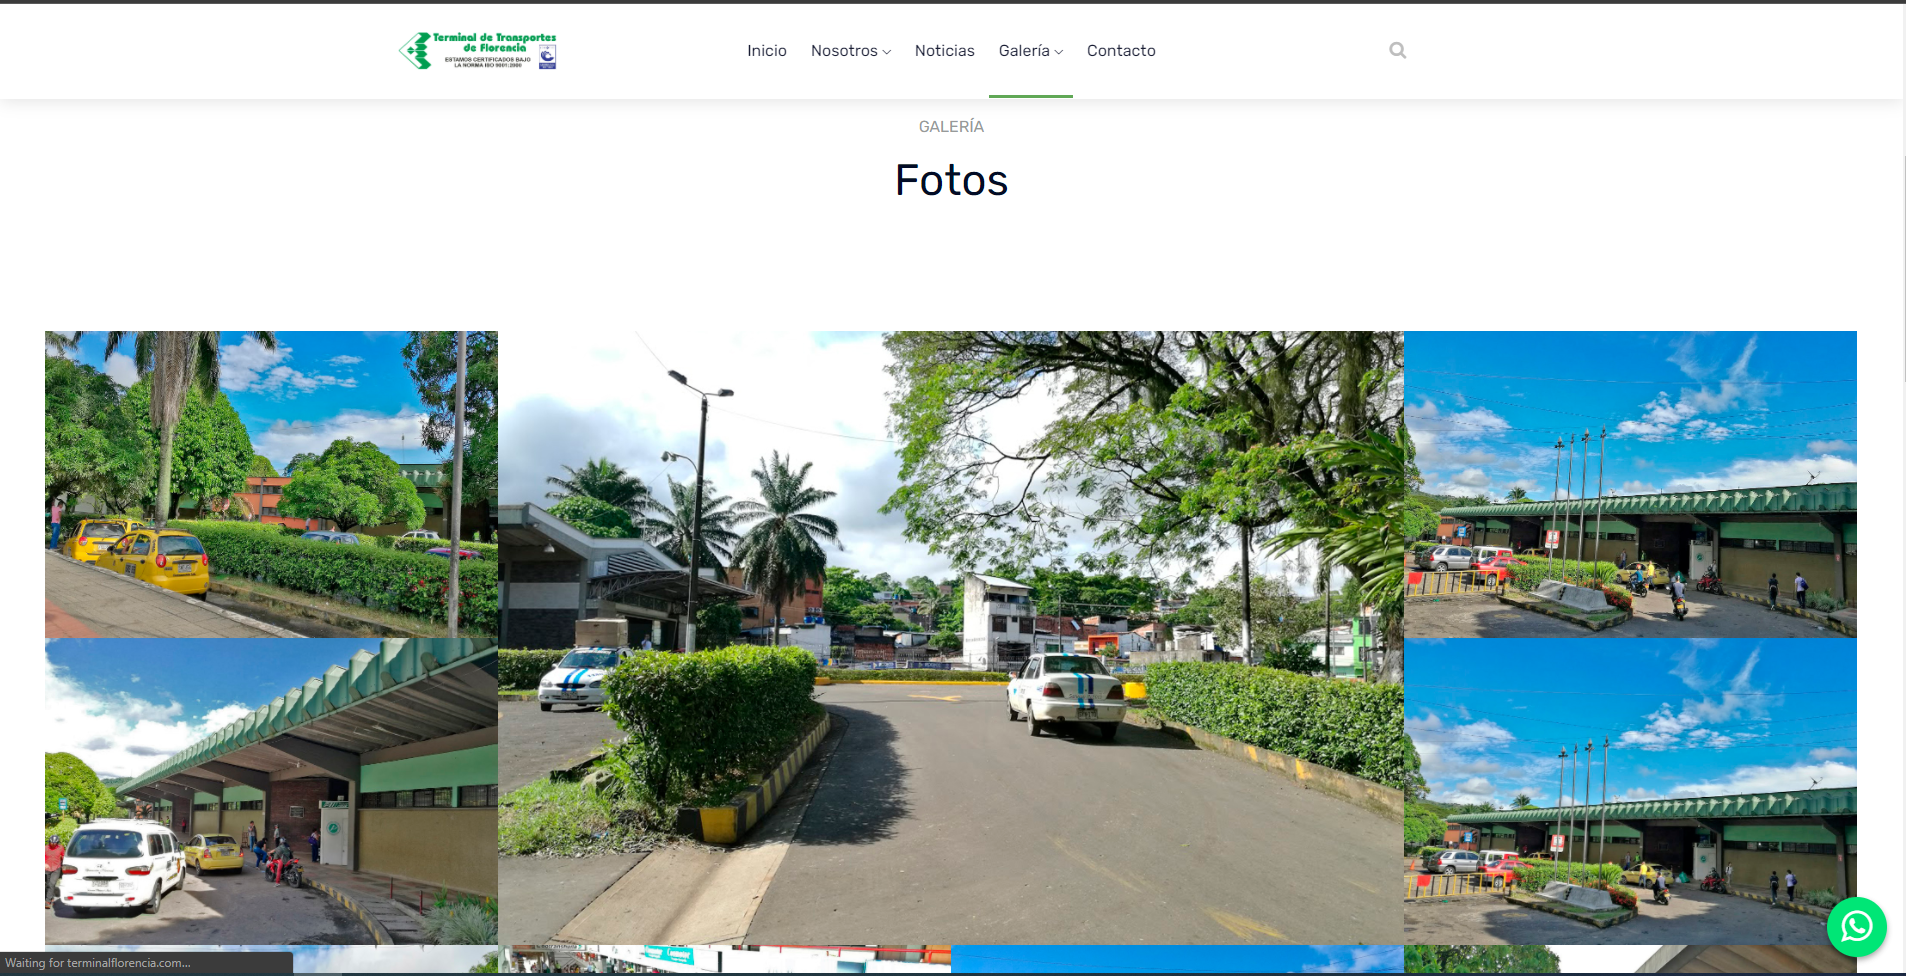 Terminal de Transportes
de Florencia
ESTAMOS CERTIFICADOS BAJO
LA NORMA ISO 9001:2000
Inicio
Nosotros
Noticias
Galería
Contacto
GALERÍA
Fotos
Waiting for terminalflorencia.com...